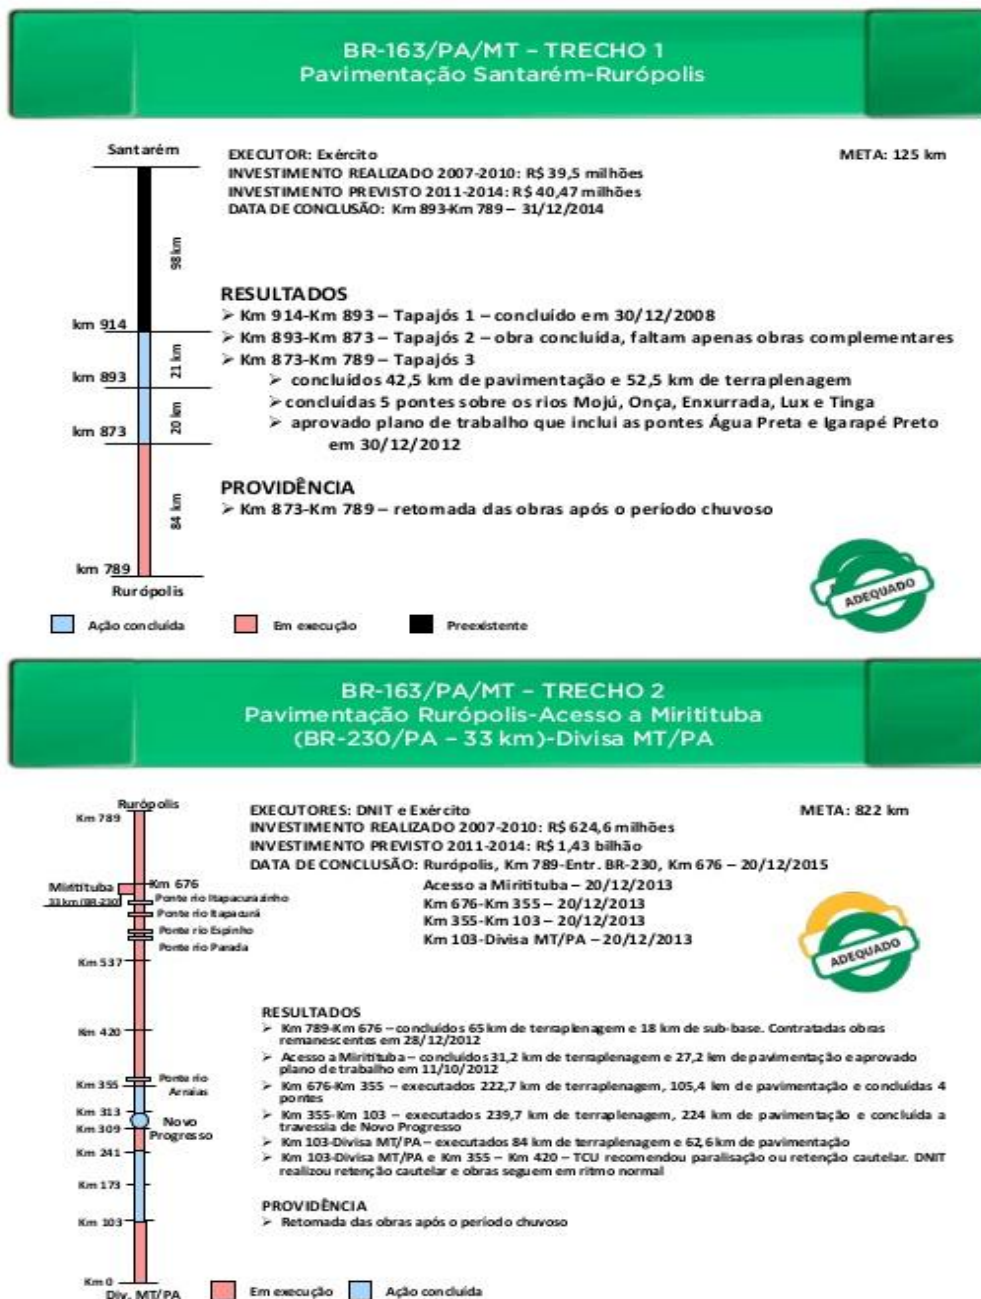 BR-163/PA/MT – TRECHO 1
Pavimentação Santarém-Rurópolis
Santarém
EXECUTOR: Exército
META: 125 km
INVESTIMENTO REALIZADO 2007-2010: R$ 39,5 milhões
INVESTIMENTO PREVISTO 2011-2014: R$ 40,47 milhões
DATA DE CONCLUSÃO: Km 893-Km 789 – 31/12/2014
98 km
km 914
21 km
km 893
20 km
km 873
84 km
km 789
Rurópolis
RESULTADOS
➢ Km 914-Km 893 – Tapajós 1 – concluído em 30/12/2008
➢ Km 893-Km 873 – Tapajós 2 – obra concluída, faltam apenas obras complementares
➢ Km 873-Km 789 – Tapajós 3
➢ concluídos 42,5 km de pavimentação e 52,5 km de terraplenagem
➢ concluídas 5 pontes sobre os rios Mojú, Onça, Enxurrada, Lux e Tinga
➢ aprovado plano de trabalho que inclui as pontes Água Preta e Igarapé Preto
em 30/12/2012
PROVIDÊNCIA
➢ Km 873-Km 789 – retomada das obras após o período chuvoso
ADEQUADO
Ação concluída
Em execução
Preexistente
BR-163/PA/MT – TRECHO 2
Pavimentação Rurópolis-Acesso a Miritituba
(BR-230/PA – 33 km)-Divisa MT/PA
Rurópolis
Km 789
Miritituba
33 km (BR-230)
Km 676
Ponte rio Itapacurazinho
Ponte rio Itapacurá
Ponte rio Espinho
Ponte rio Parada
Km 537
Km 420
Km 355
Ponte rio
Arraias
Km 313
Km 309
Novo
Progresso
Km 241
Km 173
Km 103
Km 0
Div. MT/PA
EXECUTORES: DNIT e Exército
META: 822 km
INVESTIMENTO REALIZADO 2007-2010: R$ 624,6 milhões
INVESTIMENTO PREVISTO 2011-2014: R$ 1,43 bilhão
DATA DE CONCLUSÃO: Rurópolis, Km 789-Entr. BR-230, Km 676 – 20/12/2015
Acesso a Miritituba – 20/12/2013
Km 676-Km 355 – 20/12/2013
Km 355-Km 103 – 20/12/2013
Km 103-Divisa MT/PA – 20/12/2013
ADEQUADO
RESULTADOS
➢ Km 789-Km 676 – concluídos 65 km de terraplenagem e 18 km de sub-base. Contratadas obras
remanescentes em 28/12/2012
➢ Acesso a Miritituba – concluídos 31,2 km de terraplenagem e 27,2 km de pavimentação e aprovado
plano de trabalho em 11/10/2012
➢ Km 676-Km 355 – executados 222,7 km de terraplenagem, 105,4 km de pavimentação e concluídas 4
pontes
➢ Km 355-Km 103 – executados 239,7 km de terraplenagem, 224 km de pavimentação e concluída a
travessia de Novo Progresso
➢ Km 103-Divisa MT/PA – executados 84 km de terraplenagem e 62,6 km de pavimentação
➢ Km 103-Divisa MT/PA e Km 355 – Km 420 – TCU recomendou paralisação ou retenção cautelar. DNIT
realizou retenção cautelar e obras seguem em ritmo normal
PROVIDÊNCIA
➢ Retomada das obras após o período chuvoso
Em execução
Ação concluída